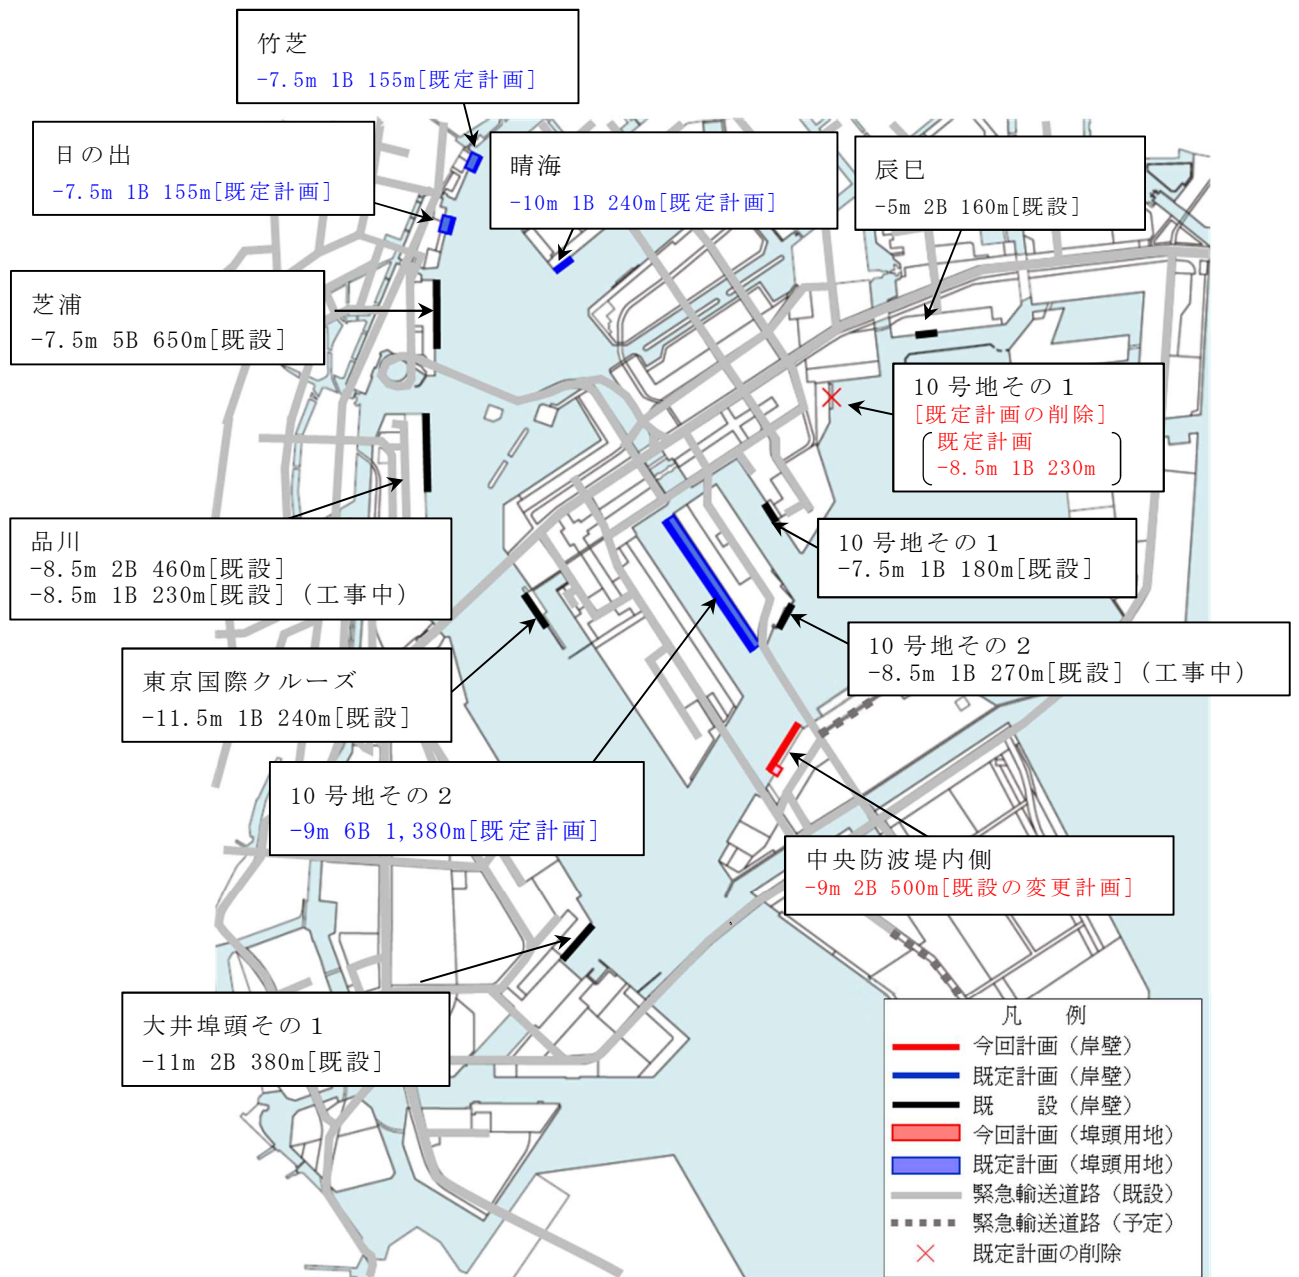 竹芝
-7.5m 1B 155m[既定計画]
日の出
-7.5m 1B 155m[既定計画]
晴海
-10m 1B 240m[既定計画]
辰巳
-5m 2B 160m[既設]
芝浦
-7.5m 5B 650m[既設]
10 号地その１
[既定計画の削除]
既定計画
-8.5m 1B 230m
品川
-8.5m 2B 460m[既設]
-8.5m 1B 230m[既設]（工事中）
10 号地その１
-7.5m 1B 180m[既設]
10 号地その２
-8.5m 1B 270m[既設]（工事中）
東京国際クルーズ
-11.5m 1B 240m[既設]
10 号地その２
-9m 6B 1,380m[既定計画]
中央防波堤内側
-9m 2B 500m[既設の変更計画]
大井埠頭その１
-11m 2B 380m[既設]
凡　例
今回計画（岸壁）
既定計画（岸壁）
既　　設（岸壁）
今回計画（埠頭用地）
既定計画（埠頭用地）
緊急輸送道路（既設）
緊急輸送道路（予定）
既定計画の削除